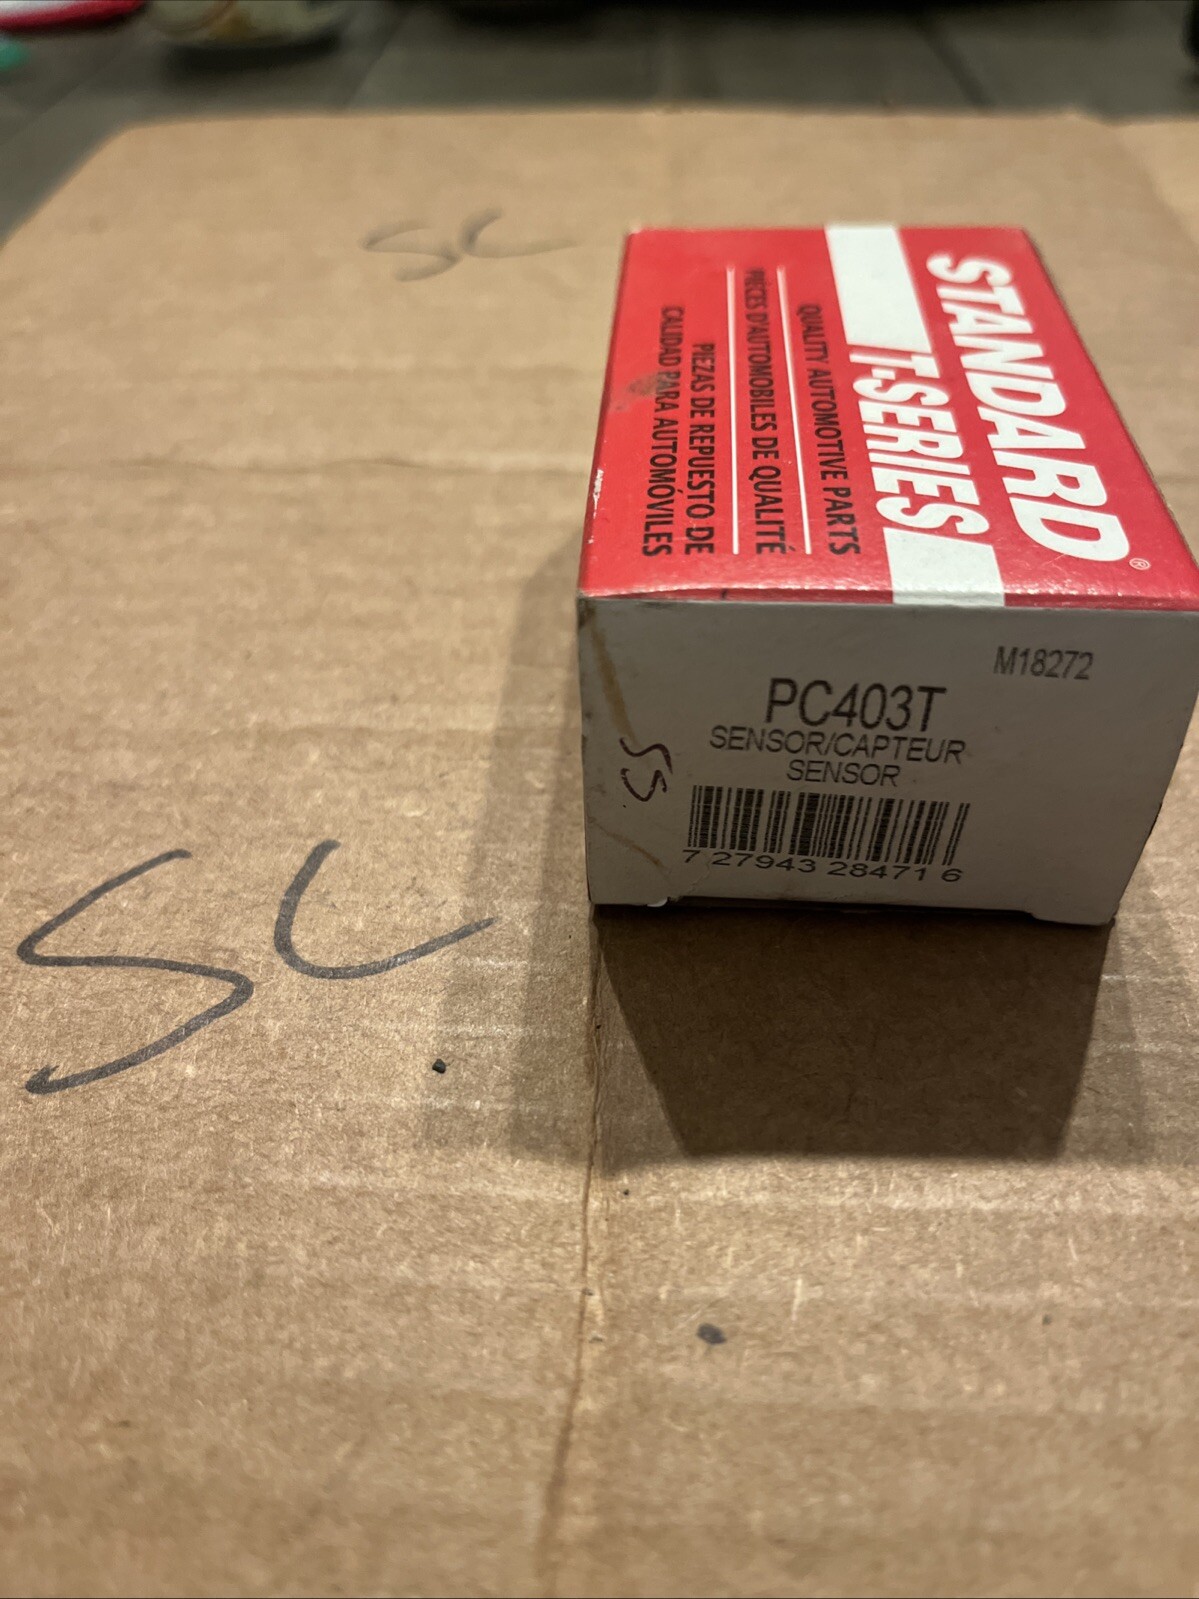 SC
STANDARD®
T-SERIES
QUALITY AUTOMOTIVE PARTS
PIÈCES D'AUTOMOBILES DE QUALITÉ
PIEZAS DE REPUESTO DE
CALIDAD PARA AUTOMÓVILES
M18272
PC403T
SENSOR/CAPTEUR
SENSOR
SS
7 27943 28471 6
SC